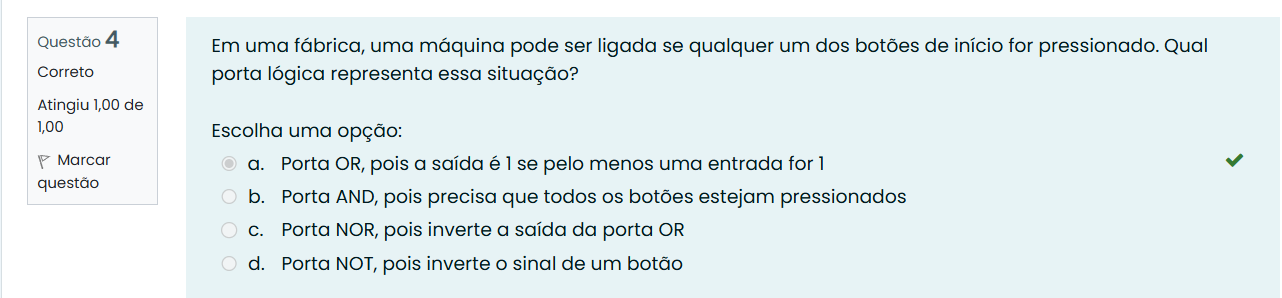 Questão 4
Correto
Atingiu 1,00 de
1,00
Marcar
questão
Em uma fábrica, uma máquina pode ser ligada se qualquer um dos botões de início for pressionado. Qual
porta lógica representa essa situação?
Escolha uma opção:
a. Porta OR, pois a saída é 1 se pelo menos uma entrada for 1
b. Porta AND, pois precisa que todos os botões estejam pressionados
c. Porta NOR, pois inverte a saída da porta OR
d. Porta NOT, pois inverte o sinal de um botão